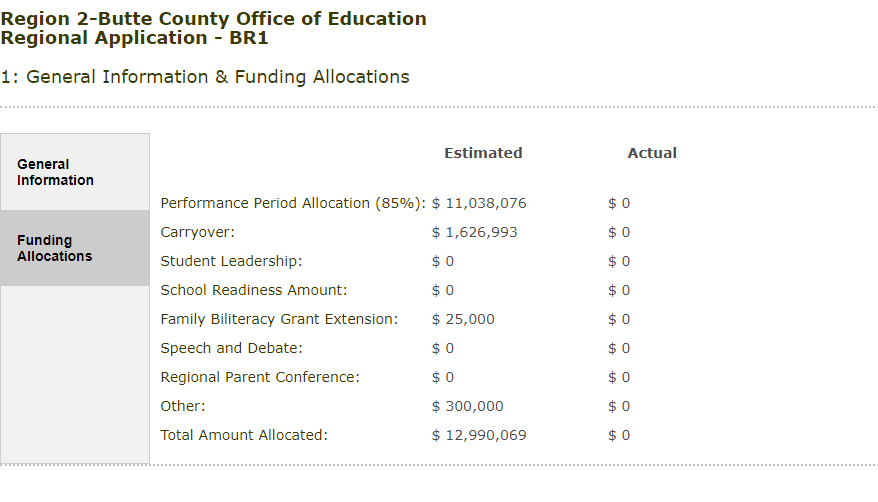 Region 2-Butte County Office of Education
Regional Application - BR1
1: General Information & Funding Allocations
General
Information
Funding
Allocations
Estimated Actual
Performance Period Allocation (85%): $ 11,038,076 $ 0
Carryover: $ 1,626,993 $ 0
Student Leadership: $ 0 $ 0
School Readiness Amount: $ 0 $ 0
Family Biliteracy Grant Extension: $ 25,000 $ 0
Speech and Debate: $ 0 $ 0
Regional Parent Conference: $ 0 $ 0
Other: $ 300,000 $ 0
Total Amount Allocated: $ 12,990,069 $ 0